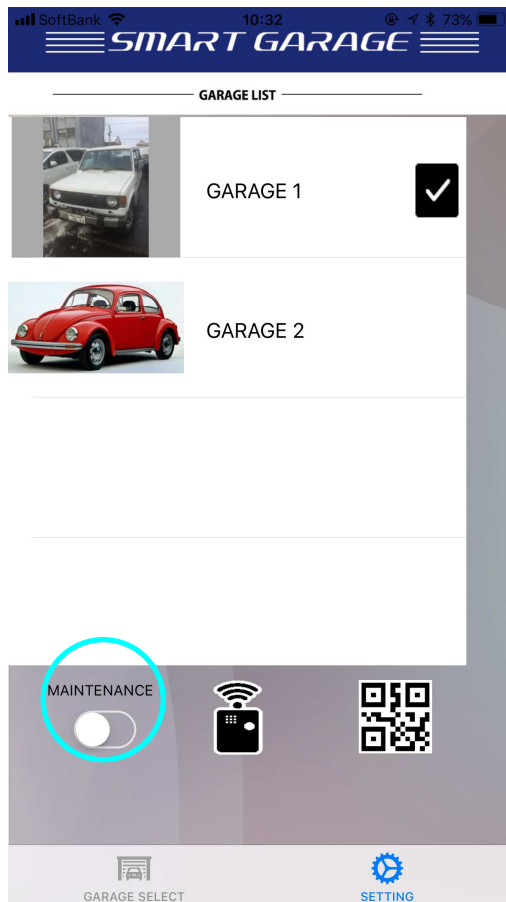 SoftBank 10:32 73%
SMART GARAGE
GARAGE LIST
GARAGE 1
GARAGE 2
MAINTENANCE
GARAGE SELECT SETTING